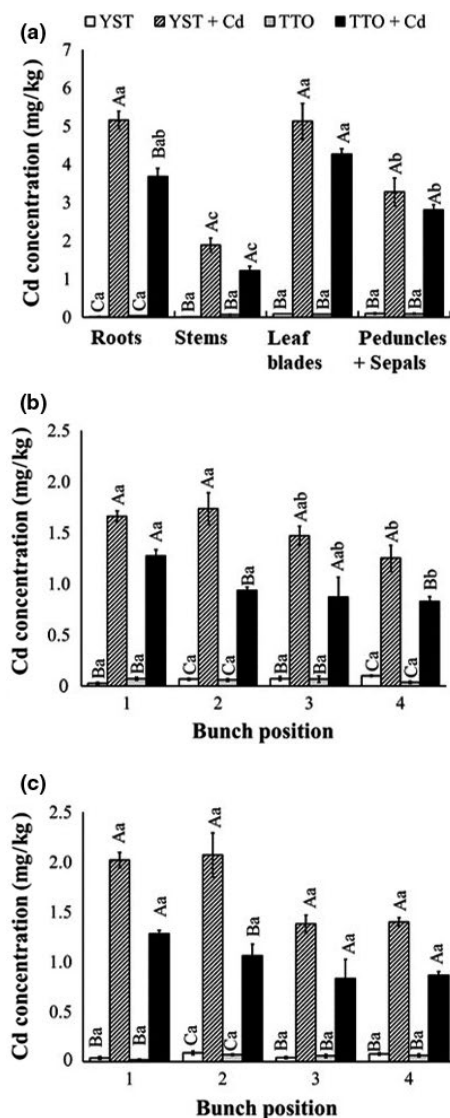 (a) YST YST + Cd TTO TTO + Cd
Cd concentration (mg/kg)
7
6
5
4
3
2
1
0
Ca Aa Ca Bab
Ba Ac Ba Ac
Ba Aa Ba Aa
Ba Ab Ba Ab
Roots Stems Leaf blades Peduncles + Sepals
(b)
Cd concentration (mg/kg)
2.5
2.0
1.5
1.0
0.5
0
Ba Aa Ba Aa
Ca Aa Ca Ba
Ba Aab Ba Aab
Ca Ab Ca Bb
1 2 3 4
Bunch position
(c)
Cd concentration (mg/kg)
2.5
2.0
1.5
1.0
0.5
0
Ba Aa Ba Aa
Ca Aa Ca Ba
Ba Aa Ba Aa
Ba Aa Ba Aa
1 2 3 4
Bunch position